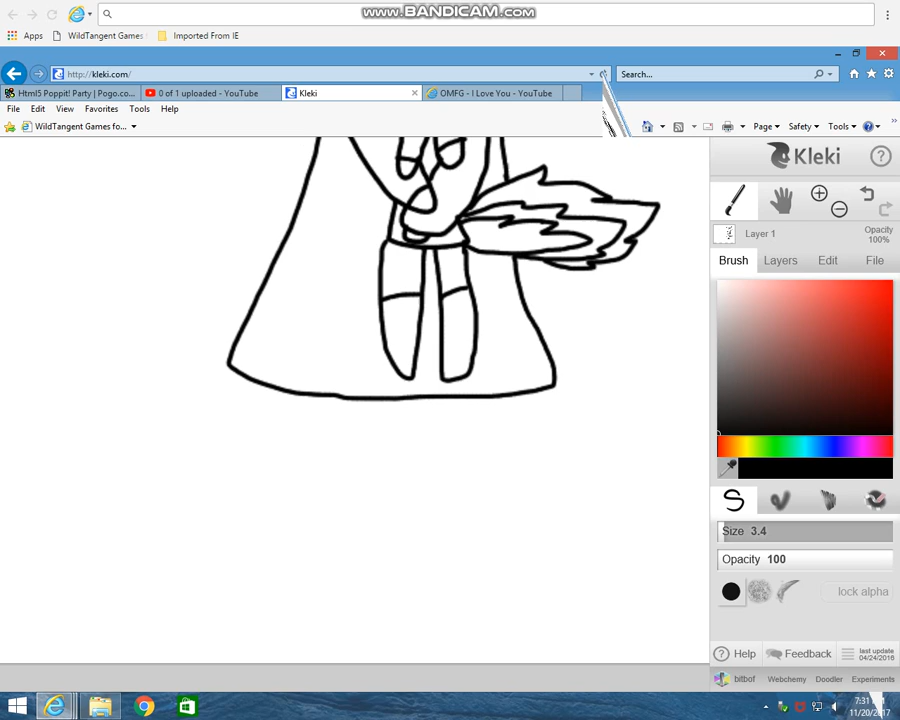 www.BANDICAM.com
Apps WildTangent Games Imported From IE
http://kleki.com/ Search...
Html5 Poppit! Party | Pogo.co... 0 of 1 uploaded - YouTube Kleki OMFG - I Love You - YouTube
File Edit View Favorites Tools Help
WildTangent Games fo... Page Safety Tools
Kleki
Layer 1 Opacity
100%
Brush Layers Edit File
Size 3.4
Opacity 100
lock alpha
Help Feedback last update
04/24/2016
bitbof Webchemy Doodler Experiments
11/20/2017